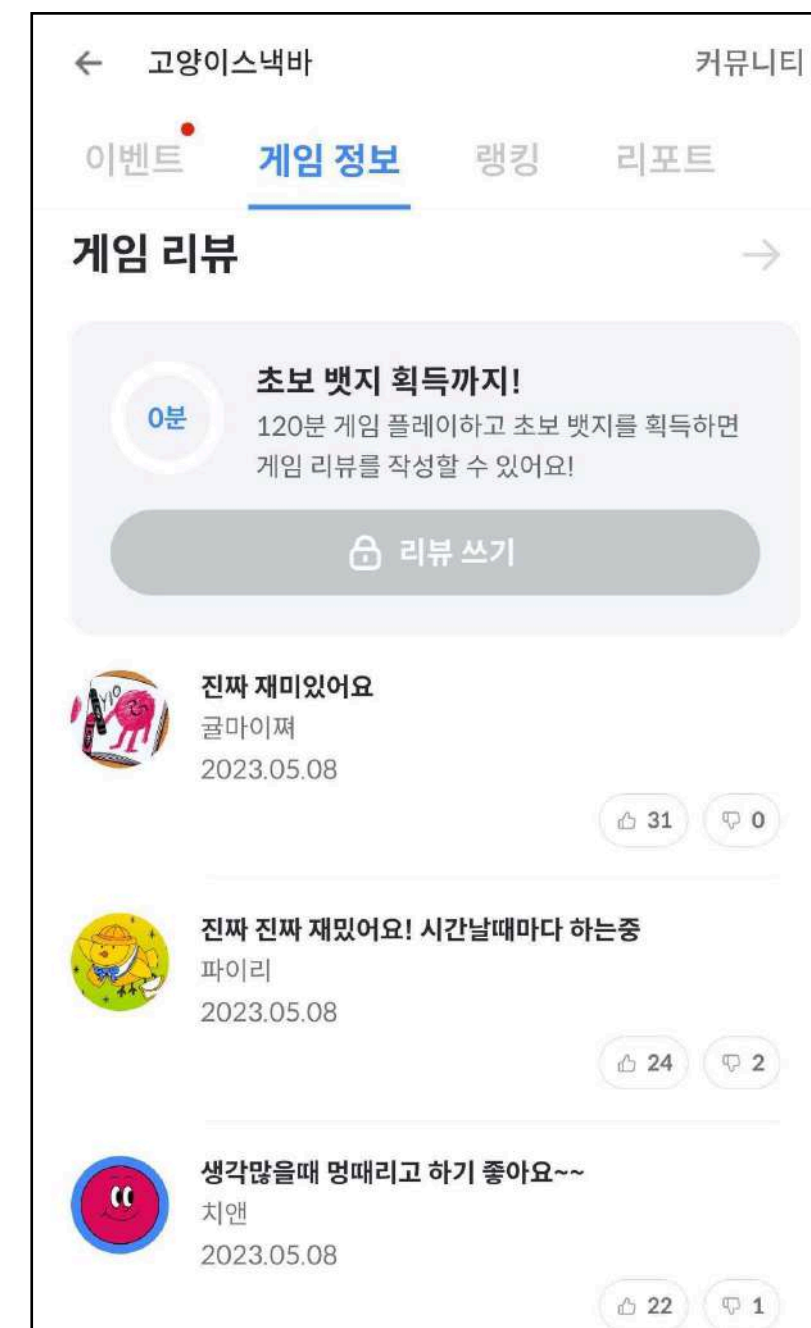 고양이스낵바
커뮤니티
이벤트
게임 정보
랭킹
리포트
게임 리뷰
0분
초보 뱃지 획득까지!
120분 게임 플레이하고 초보 뱃지를 획득하면
게임 리뷰를 작성할 수 있어요!
리뷰 쓰기
진짜 재미있어요
귤마이쪄
2023.05.08
31
0
진짜 진짜 재밌어요! 시간날때마다 하는중
파이리
2023.05.08
24
2
생각많을때 멍때리고 하기 좋아요~~
치앤
2023.05.08
22
1